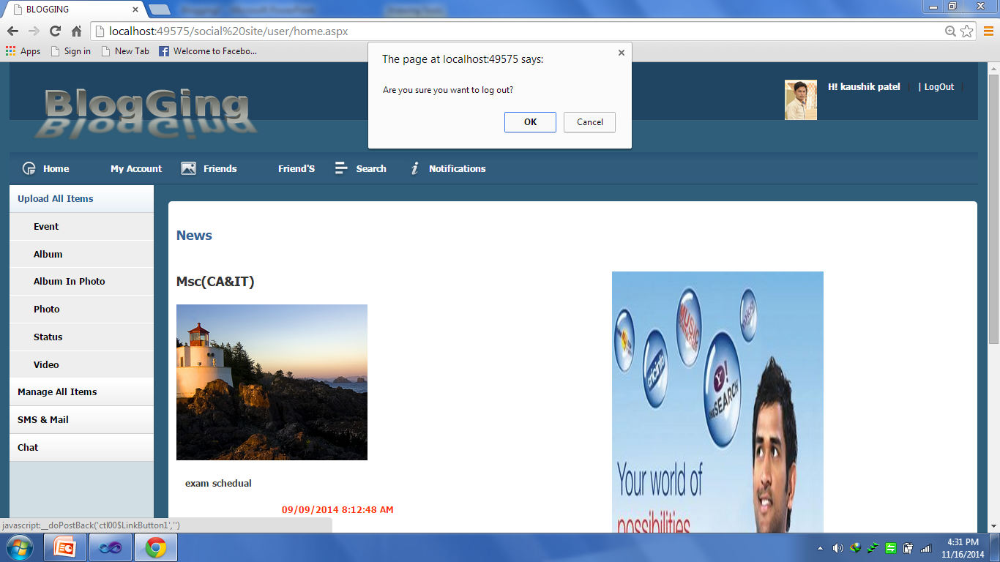 BLOGGING
localhost:49575/social%20site/user/home.aspx
Apps Sign in New Tab Welcome to Facebo...
The page at localhost:49575 says:
Are you sure you want to log out?
OK Cancel
BlogGing
H! kaushik patel | | LogOut |
Home My Account Friends Friend'S Search Notifications
Upload All Items
Event
Album
Album In Photo
Photo
Status
Video
Manage All Items
SMS & Mail
Chat
News
Msc(CA&IT)
exam schedual
09/09/2014 8:12:48 AM
MUSIC
cricinfo
Y!
SEARCH
Your world of
possibilities
javascript:__doPostBack('ctl00$LinkButton1','')
4:31 PM
11/16/2014